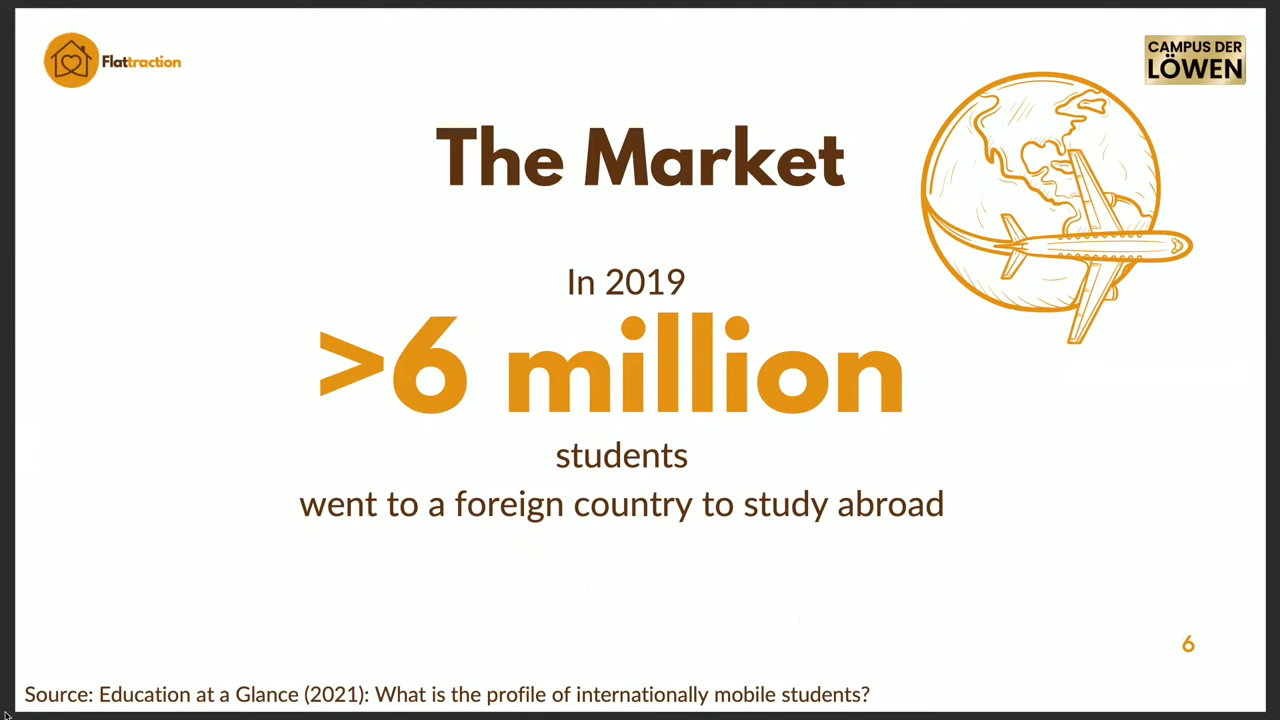 Flattraction
CAMPUS DER
LÖWEN
The Market
In 2019
>6 million
students
went to a foreign country to study abroad
6
Source: Education at a Glance (2021): What is the profile of internationally mobile students?